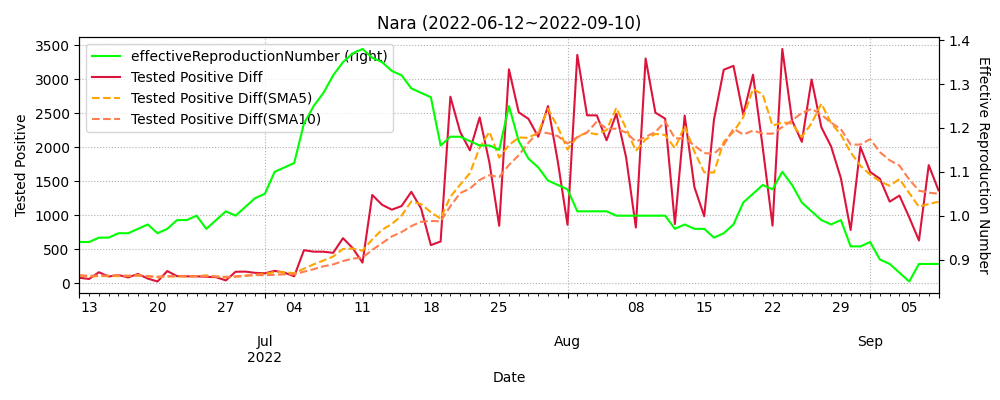 Nara (2022-06-12~2022-09-10)
effectiveReproductionNumber (right)
Tested Positive Diff
Tested Positive Diff(SMA5)
Tested Positive Diff(SMA10)
Tested Positive
3500
3000
2500
2000
1500
1000
500
0
Effective Reproduction Number
1.4
1.3
1.2
1.1
1.0
0.9
13 20 27 04 11 18 25 08 15 22 29 05
Jul Aug Sep
2022
Date